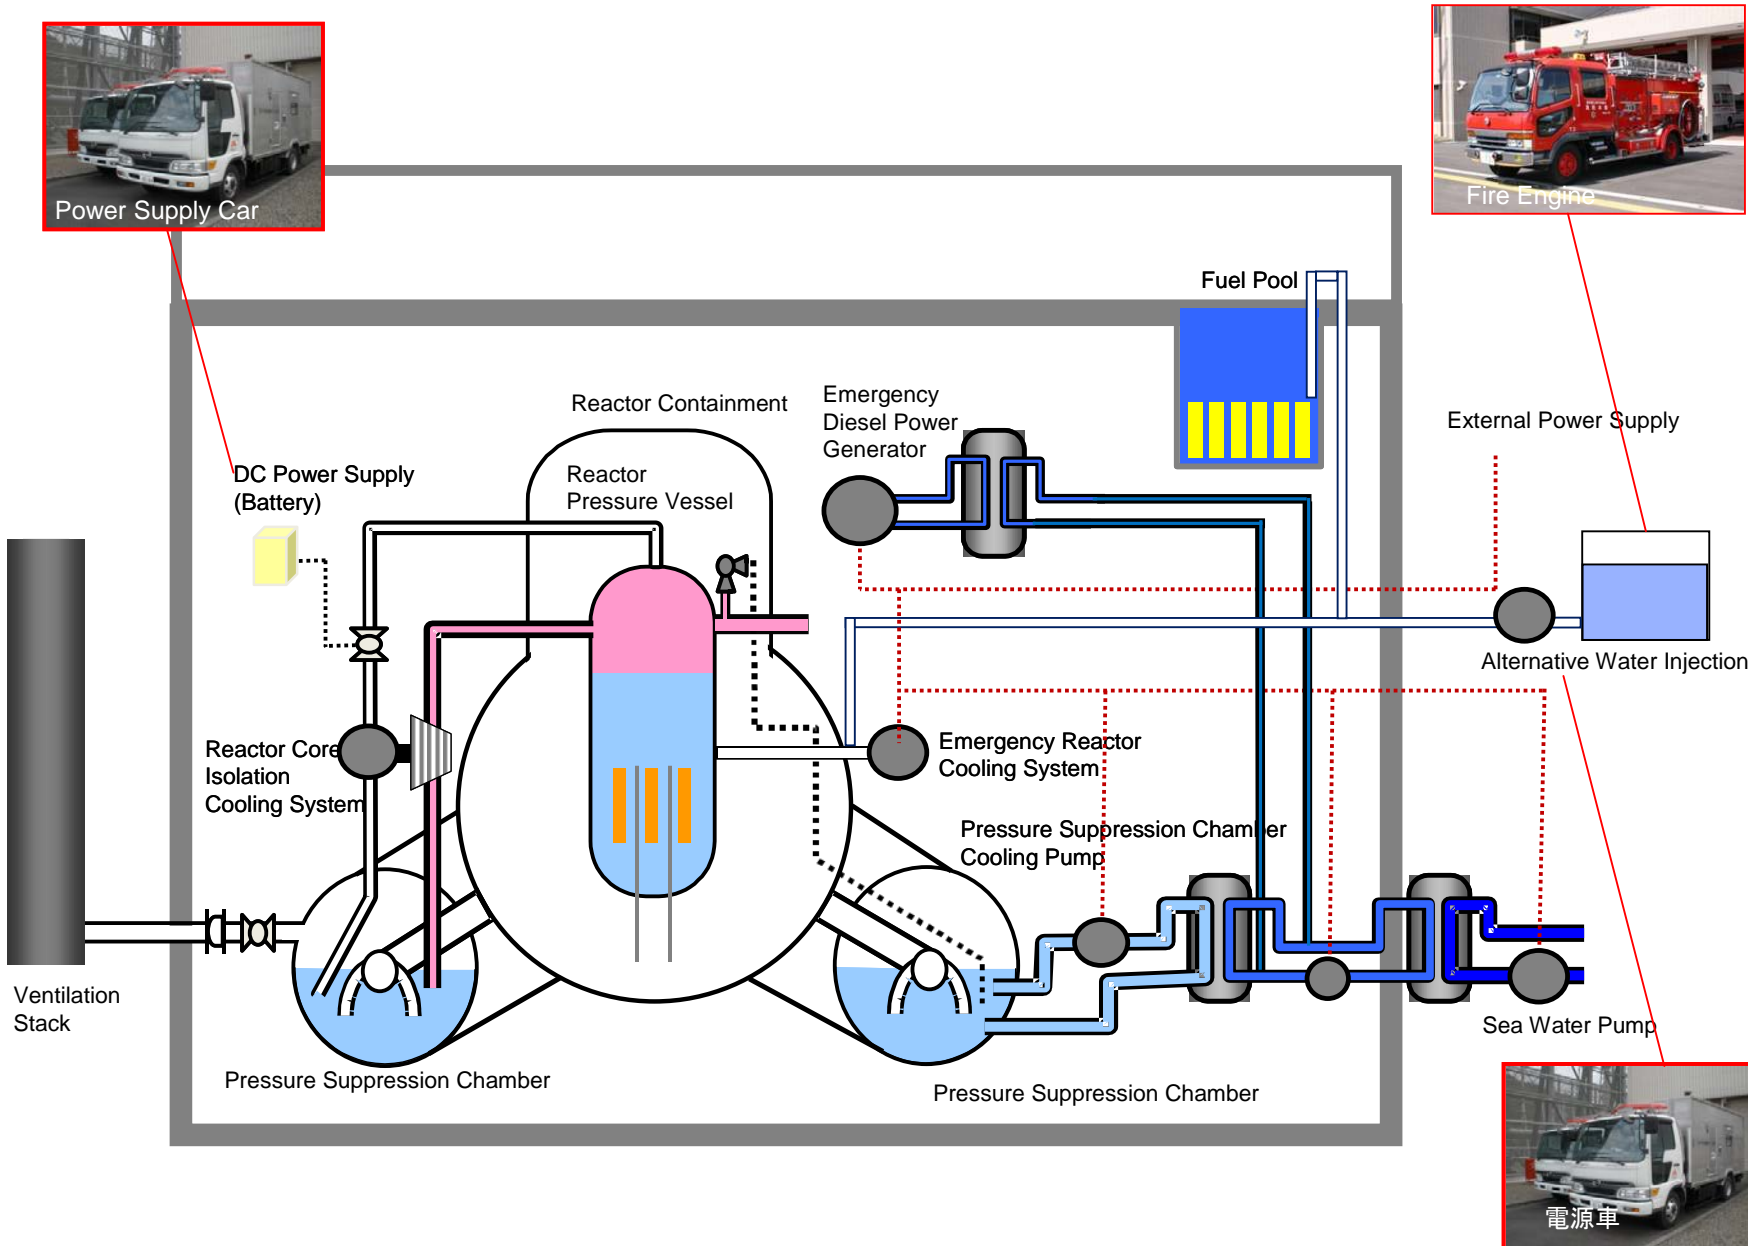 Power Supply Car
Fire Engine
Fuel Pool
External Power Supply
Emergency
Diesel Power
Generator
Reactor Containment
Reactor
Pressure Vessel
DC Power Supply
(Battery)
Alternative Water Injection
Reactor Core
Isolation
Cooling System
Emergency Reactor
Cooling System
Pressure Suppression Chamber
Cooling Pump
Ventilation
Stack
Sea Water Pump
Pressure Suppression Chamber
Pressure Suppression Chamber
電源車